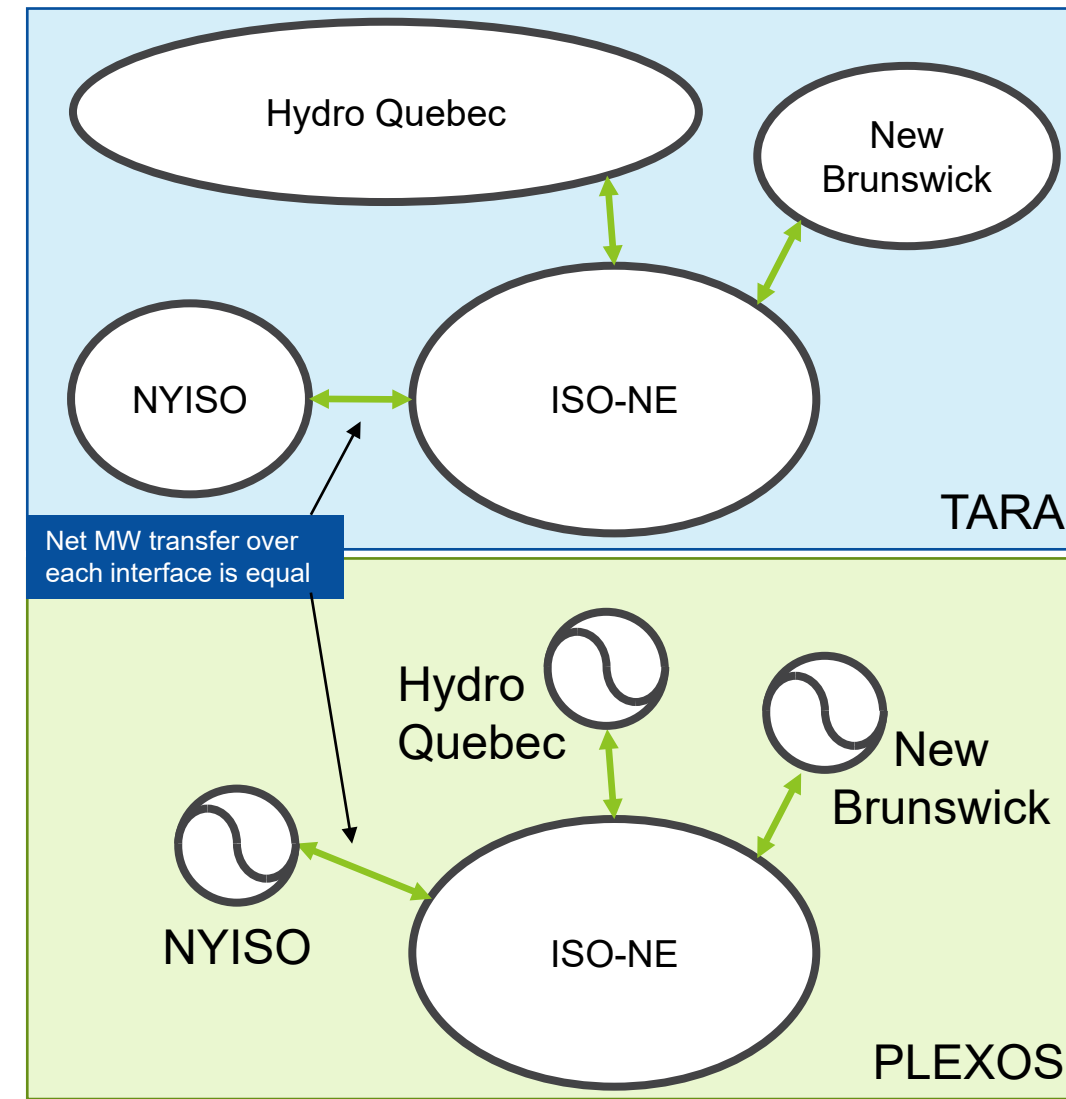 Hydro Quebec
New
Brunswick
NYISO
ISO-NE
TARA
Net MW transfer over
each interface is equal
Hydro
Quebec
New
Brunswick
NYISO
ISO-NE
PLEXOS